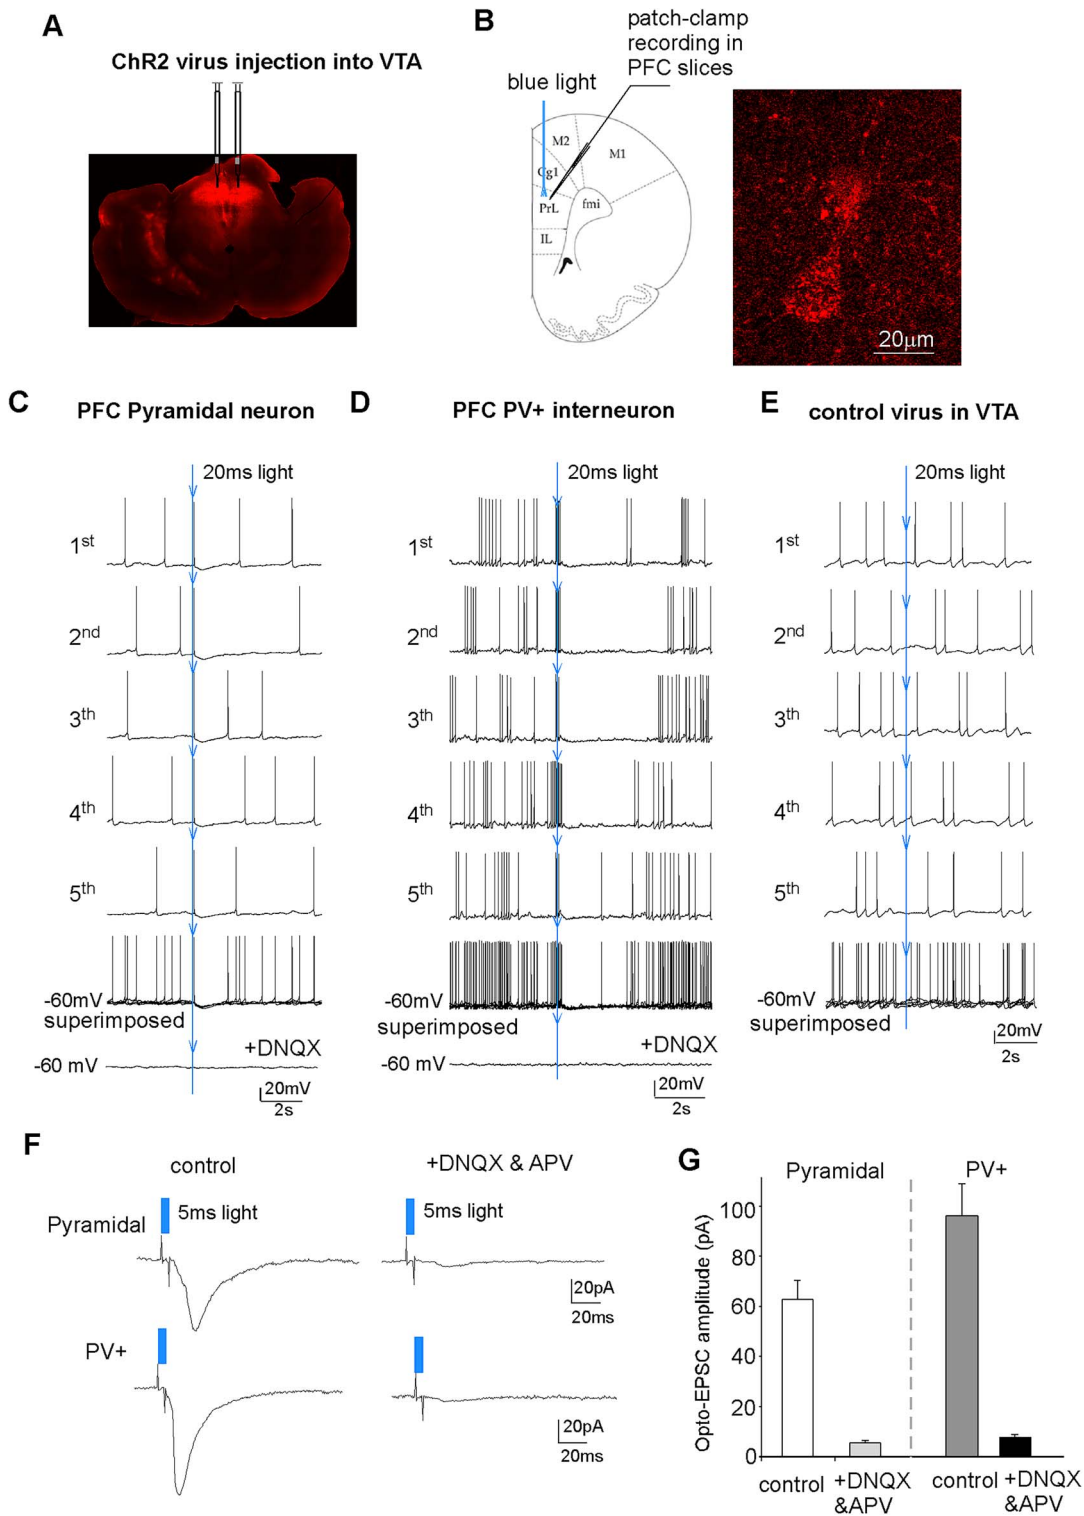 A
ChR2 virus injection into VTA
B
patch-clamp
recording in
PFC slices
blue light
M2
M1
Cg1
PrL
fmi
IL
20μm
C
PFC Pyramidal neuron
20ms light
1st
2nd
3th
4th
5th
-60mV
superimposed
+DNQX
-60 mV
20mV
2s
D
PFC PV+ interneuron
20ms light
1st
2nd
3th
4th
5th
-60mV
superimposed
+DNQX
-60 mV
20mV
2s
E
control virus in VTA
20ms light
1st
2nd
3th
4th
5th
-60mV
superimposed
20mV
2s
F
control
+DNQX & APV
Pyramidal
5ms light
5ms light
20pA
20ms
PV+
20pA
20ms
G
Pyramidal
PV+
Opto-EPSC amplitude (pA)
100
80
60
40
20
0
control
+DNQX
&APV
control
+DNQX
&APV